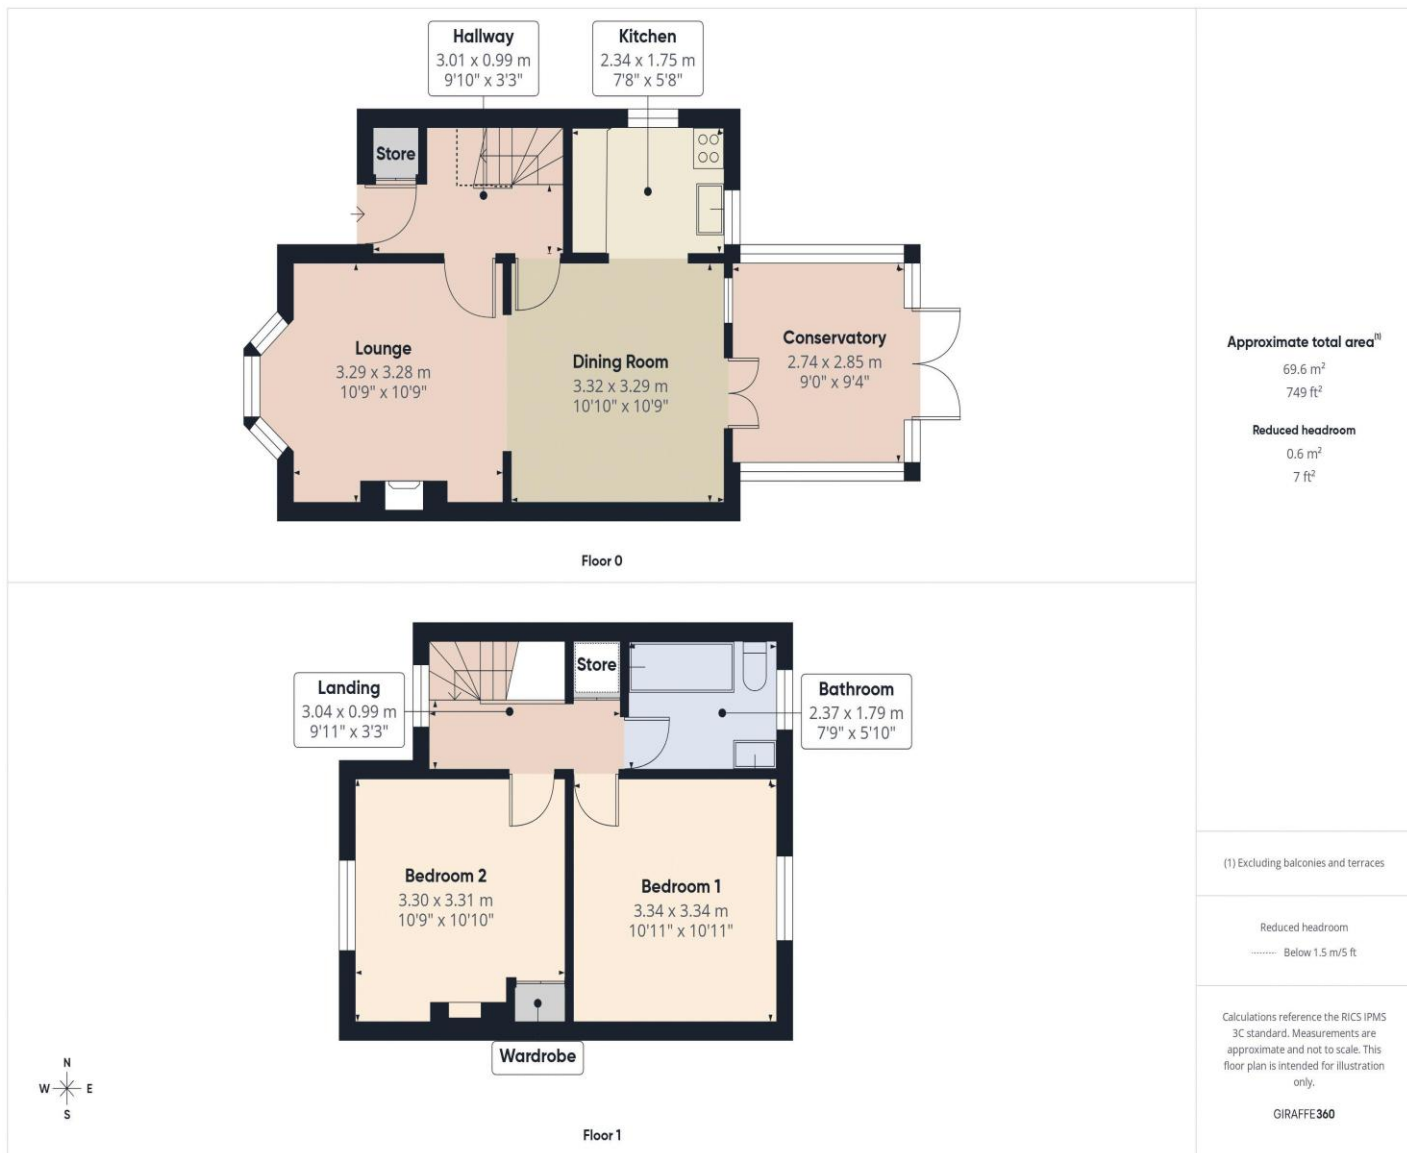 Hallway
3.01 x 0.99 m
9'10" x 3'3"
Kitchen
2.34 x 1.75 m
7'8" x 5'8"
Store
Lounge
3.29 x 3.28 m
10'9" x 10'9"
Dining Room
3.32 x 3.29 m
10'10" x 10'9"
Conservatory
2.74 x 2.85 m
9'0" x 9'4"
Floor 0
Landing
3.04 x 0.99 m
9'11" x 3'3"
Store
Bathroom
2.37 x 1.79 m
7'9" x 5'10"
Bedroom 2
3.30 x 3.31 m
10'9" x 10'10"
Bedroom 1
3.34 x 3.34 m
10'11" x 10'11"
Wardrobe
N
W E
S
Floor 1
Approximate total area⁽¹⁾
69.6 m²
749 ft²
Reduced headroom
0.6 m²
7 ft²
(1) Excluding balconies and terraces
Reduced headroom
Below 1.5 m/5 ft
Calculations reference the RICS IPMS
3C standard. Measurements are
approximate and not to scale. This
floor plan is intended for illustration
only.
GIRAFFE360